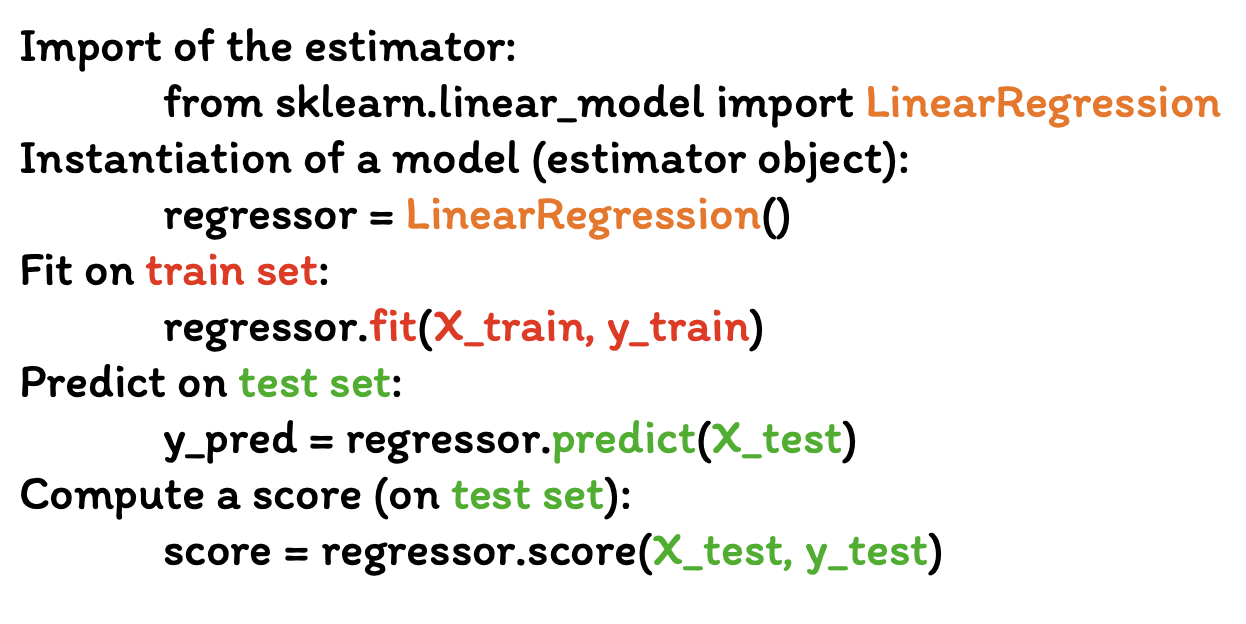 Import of the estimator:
from sklearn.linear_model import LinearRegression
Instantiation of a model (estimator object):
regressor = LinearRegression()
Fit on train set:
regressor.fit(X_train, y_train)
Predict on test set:
y_pred = regressor.predict(X_test)
Compute a score (on test set):
score = regressor.score(X_test, y_test)